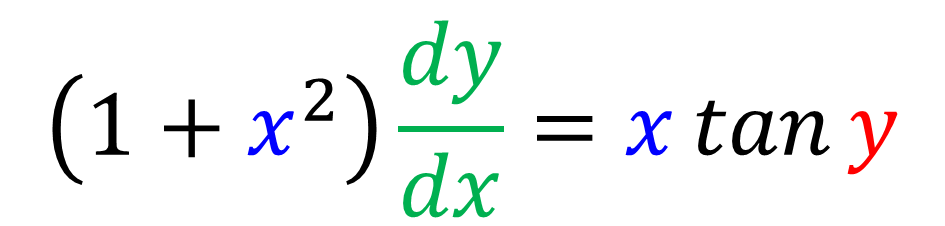 (1 + x²) dy/dx = x tan y